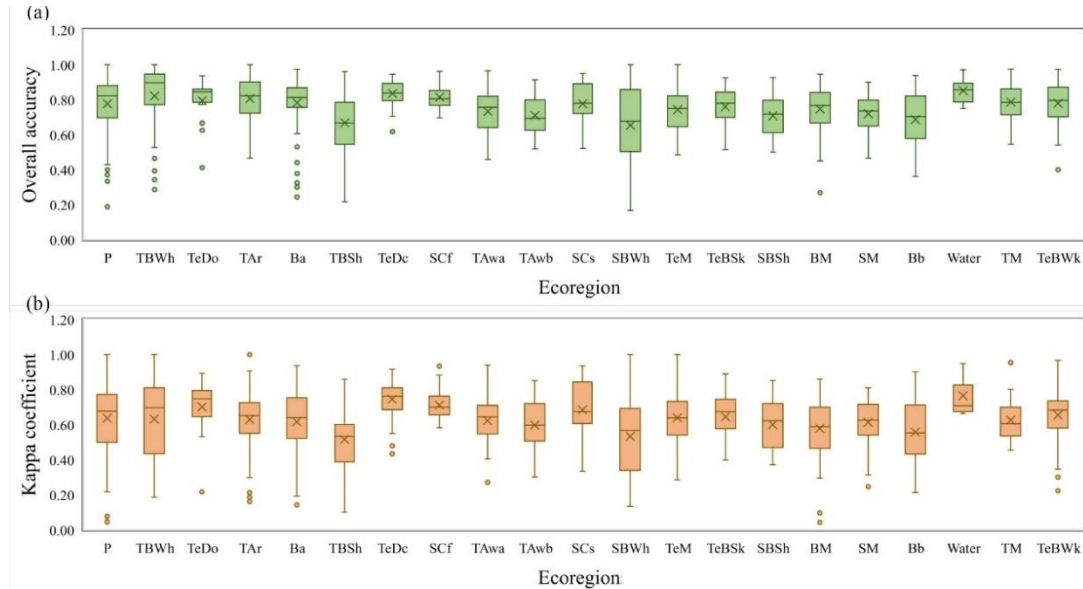 (a)
Overall accuracy
1.20
1.00
0.80
0.60
0.40
0.20
0.00
P TBWh TeDo TAr Ba TBSh TeDc SCf TAwa TAwb SCs SBWh TeM TeBSk SBSh BM SM Bb Water TM TeBWk
Ecoregion
(b)
Kappa coefficient
1.20
1.00
0.80
0.60
0.40
0.20
0.00
P TBWh TeDo TAr Ba TBSh TeDc SCf TAwa TAwb SCs SBWh TeM TeBSk SBSh BM SM Bb Water TM TeBWk
Ecoregion